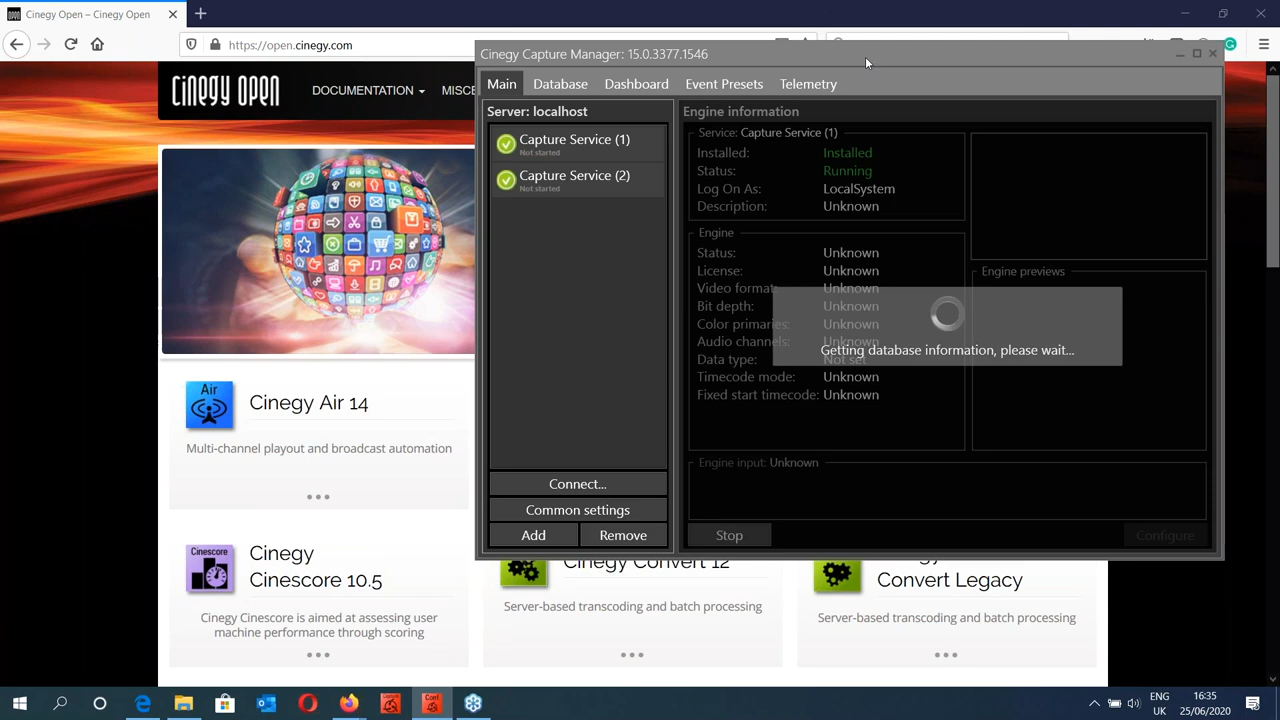 Cinegy Open – Cinegy Open
https://open.cinegy.com
CINEGY OPEN
DOCUMENTATION
MISCE
Air
Cinegy Air 14
Multi-channel playout and broadcast automation
Cinescore
Cinegy
Cinescore 10.5
Cinegy Cinescore is aimed at assessing user
machine performance through scoring
Cinegy Convert 12
Server-based transcoding and batch processing
Cinegy
Convert Legacy
Server-based transcoding and batch processing
Cinegy Capture Manager: 15.0.3377.1546
Main
Database
Dashboard
Event Presets
Telemetry
Server: localhost
Capture Service (1)
Not started
Capture Service (2)
Not started
Connect...
Common settings
Add
Remove
Engine information
Service: Capture Service (1)
Installed: Installed
Status: Running
Log On As: LocalSystem
Description: Unknown
Engine
Status: Unknown
License: Unknown
Video format: Unknown
Bit depth: Unknown
Color primaries: Unknown
Audio channels: Unknown
Data type: Not set
Timecode mode: Unknown
Fixed start timecode: Unknown
Engine previews
Getting database information, please wait...
Engine input: Unknown
Stop
Configure
Conf
ENG
UK
16:35
25/06/2020